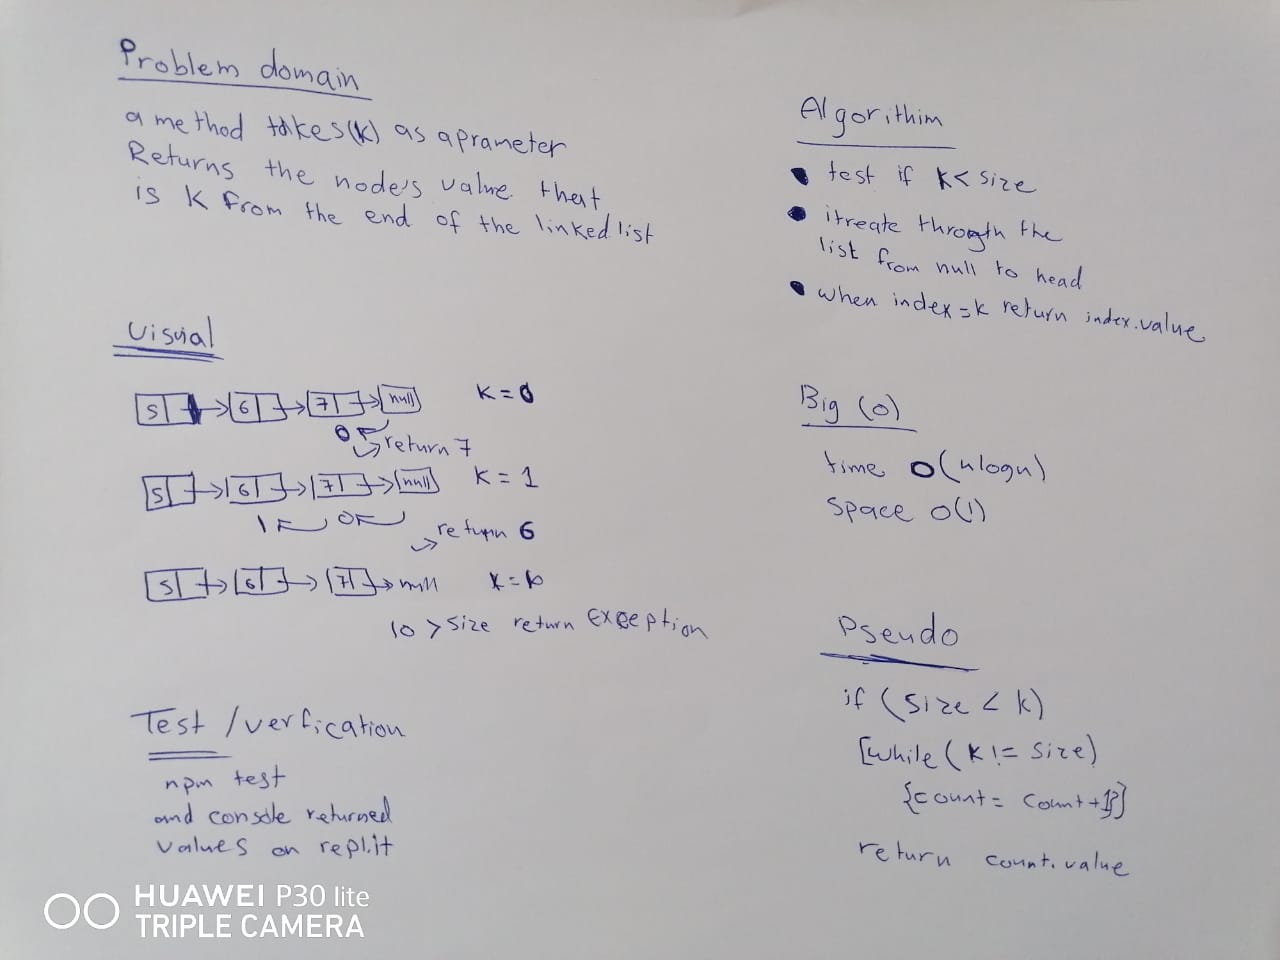 Problem domain
a method takes(k) as aprameter
Returns the node's value that
is k from the end of the linked list
Visual
5 6 7 null k = 0
0 return 7
5 6 7 null k = 1
1 0 return 6
5 6 7 null k = 10
10 > size return Exception
Test /verfication
npm test
and console returned
values on repl.it
Algorithim
• test if k < size
• itreate throgth the
list from null to head
• when index = k return index.value
Big (O)
time O(nlogn)
space O(1)
Pseudo
if (size < k)
[while (k != size)
{count = count +1}]
return count.value
HUAWEI P30 lite
TRIPLE CAMERA